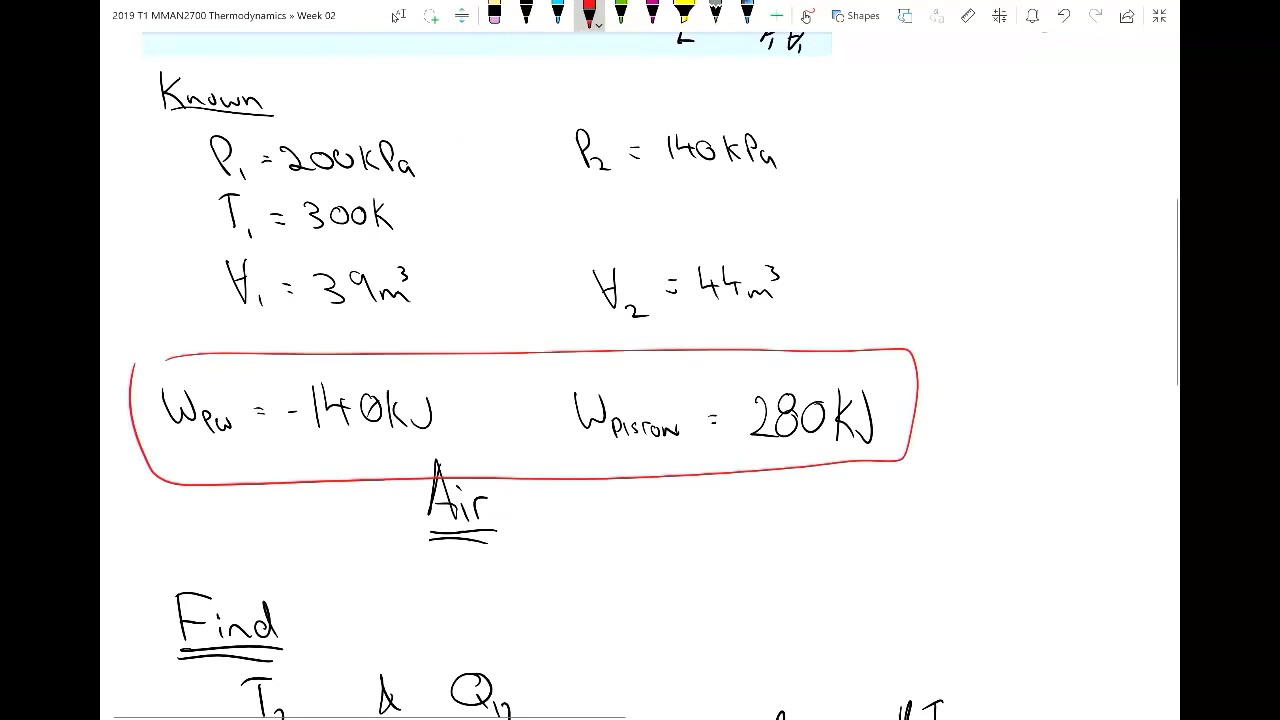 2019 T1 MMAN2700 Thermodynamics » Week 02
Shapes
Known
P₁ = 200kPa P₂ = 140kPa
T₁ = 300K
V₁ = 39m³ V₂ = 44m³
Wpw = -140kJ Wpiston = 280kJ
Air
Find
T₂ & Q₁₂